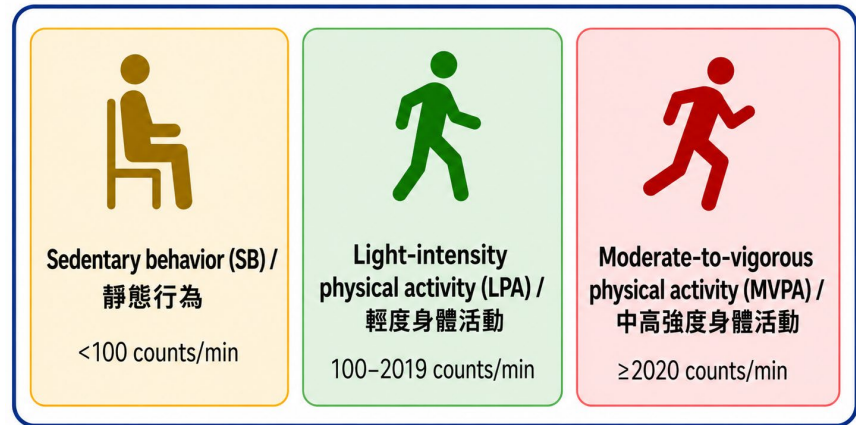 Sedentary behavior (SB) /
靜態行為
<100 counts/min
Light-intensity
physical activity (LPA) /
輕度身體活動
100–2019 counts/min
Moderate-to-vigorous
physical activity (MVPA) /
中高強度身體活動
≥2020 counts/min